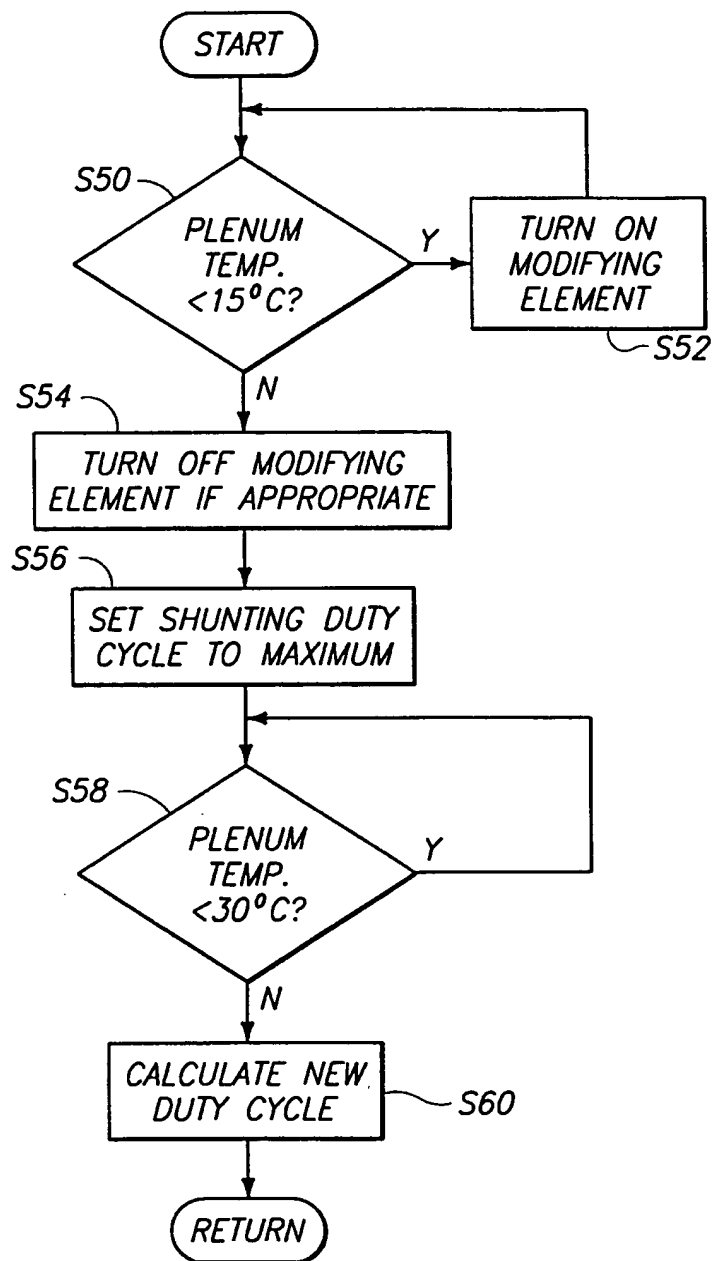 START
S50
PLENUM
TEMP.
<15°C?
Y
TURN ON
MODIFYING
ELEMENT
S52
N
S54
TURN OFF MODIFYING
ELEMENT IF APPROPRIATE
S56
SET SHUNTING DUTY
CYCLE TO MAXIMUM
S58
PLENUM
TEMP.
<30°C?
Y
N
CALCULATE NEW
DUTY CYCLE
S60
RETURN